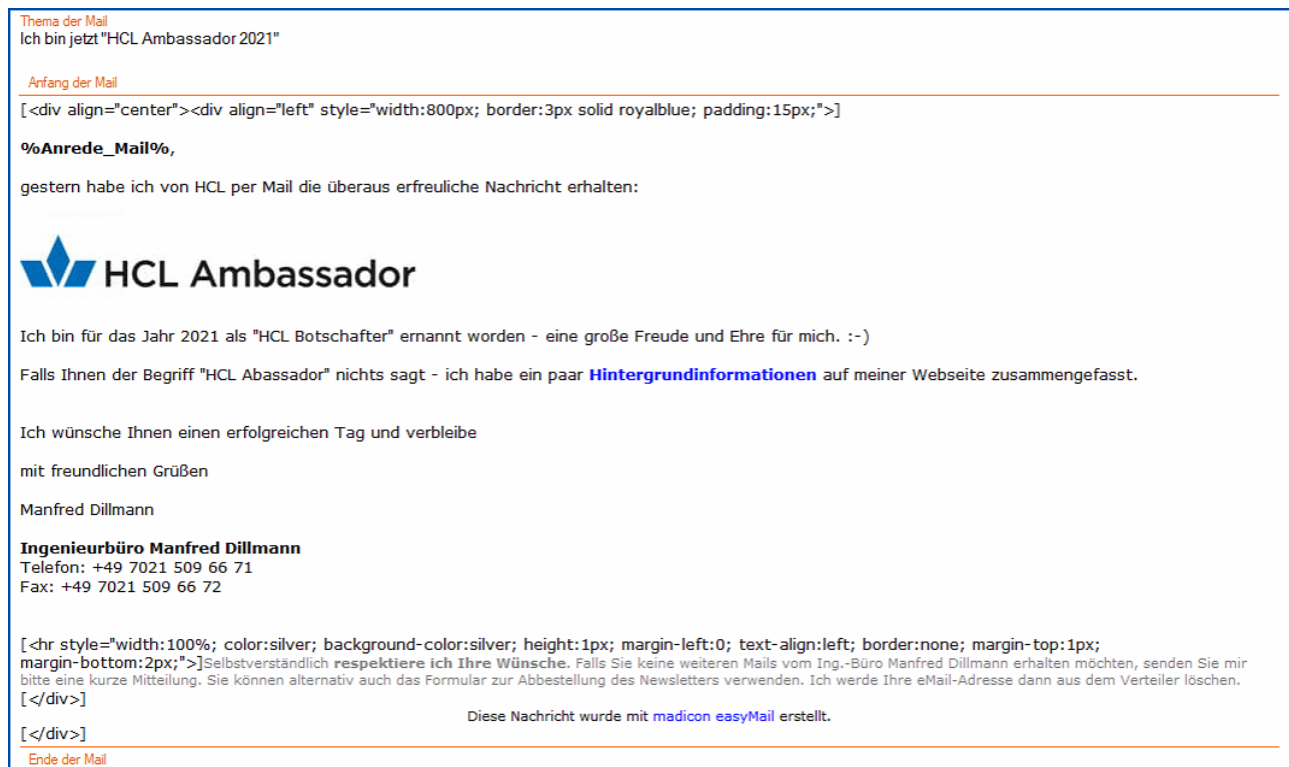 Thema der Mail
Ich bin jetzt "HCL Ambassador 2021"
Anfang der Mail
[<div align="center"><div align="left" style="width:800px; border:3px solid royalblue; padding:15px;">]
%Anrede_Mail%,
gestern habe ich von HCL per Mail die überaus erfreuliche Nachricht erhalten:
HCL Ambassador
Ich bin für das Jahr 2021 als "HCL Botschafter" ernannt worden - eine große Freude und Ehre für mich. :-)
Falls Ihnen der Begriff "HCL Abassador" nichts sagt - ich habe ein paar Hintergrundinformationen auf meiner Webseite zusammengefasst.
Ich wünsche Ihnen einen erfolgreichen Tag und verbleibe
mit freundlichen Grüßen
Manfred Dillmann
Ingenieurbüro Manfred Dillmann
Telefon: +49 7021 509 66 71
Fax: +49 7021 509 66 72
[<hr style="width:100%; color:silver; background-color:silver; height:1px; margin-left:0; text-align:left; border:none; margin-top:1px;
margin-bottom:2px;">]Selbstverständlich respektiere ich Ihre Wünsche. Falls Sie keine weiteren Mails vom Ing.-Büro Manfred Dillmann erhalten möchten, senden Sie mir
bitte eine kurze Mitteilung. Sie können alternativ auch das Formular zur Abbestellung des Newsletters verwenden. Ich werde Ihre eMail-Adresse dann aus dem Verteiler löschen.
[</div>]
Diese Nachricht wurde mit madicon easyMail erstellt.
[</div>]
Ende der Mail